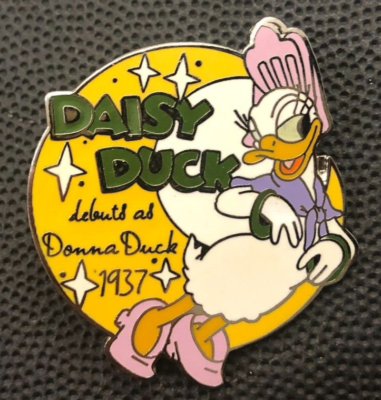 DAISY
DUCK
debuts as
Donna Duck
1937